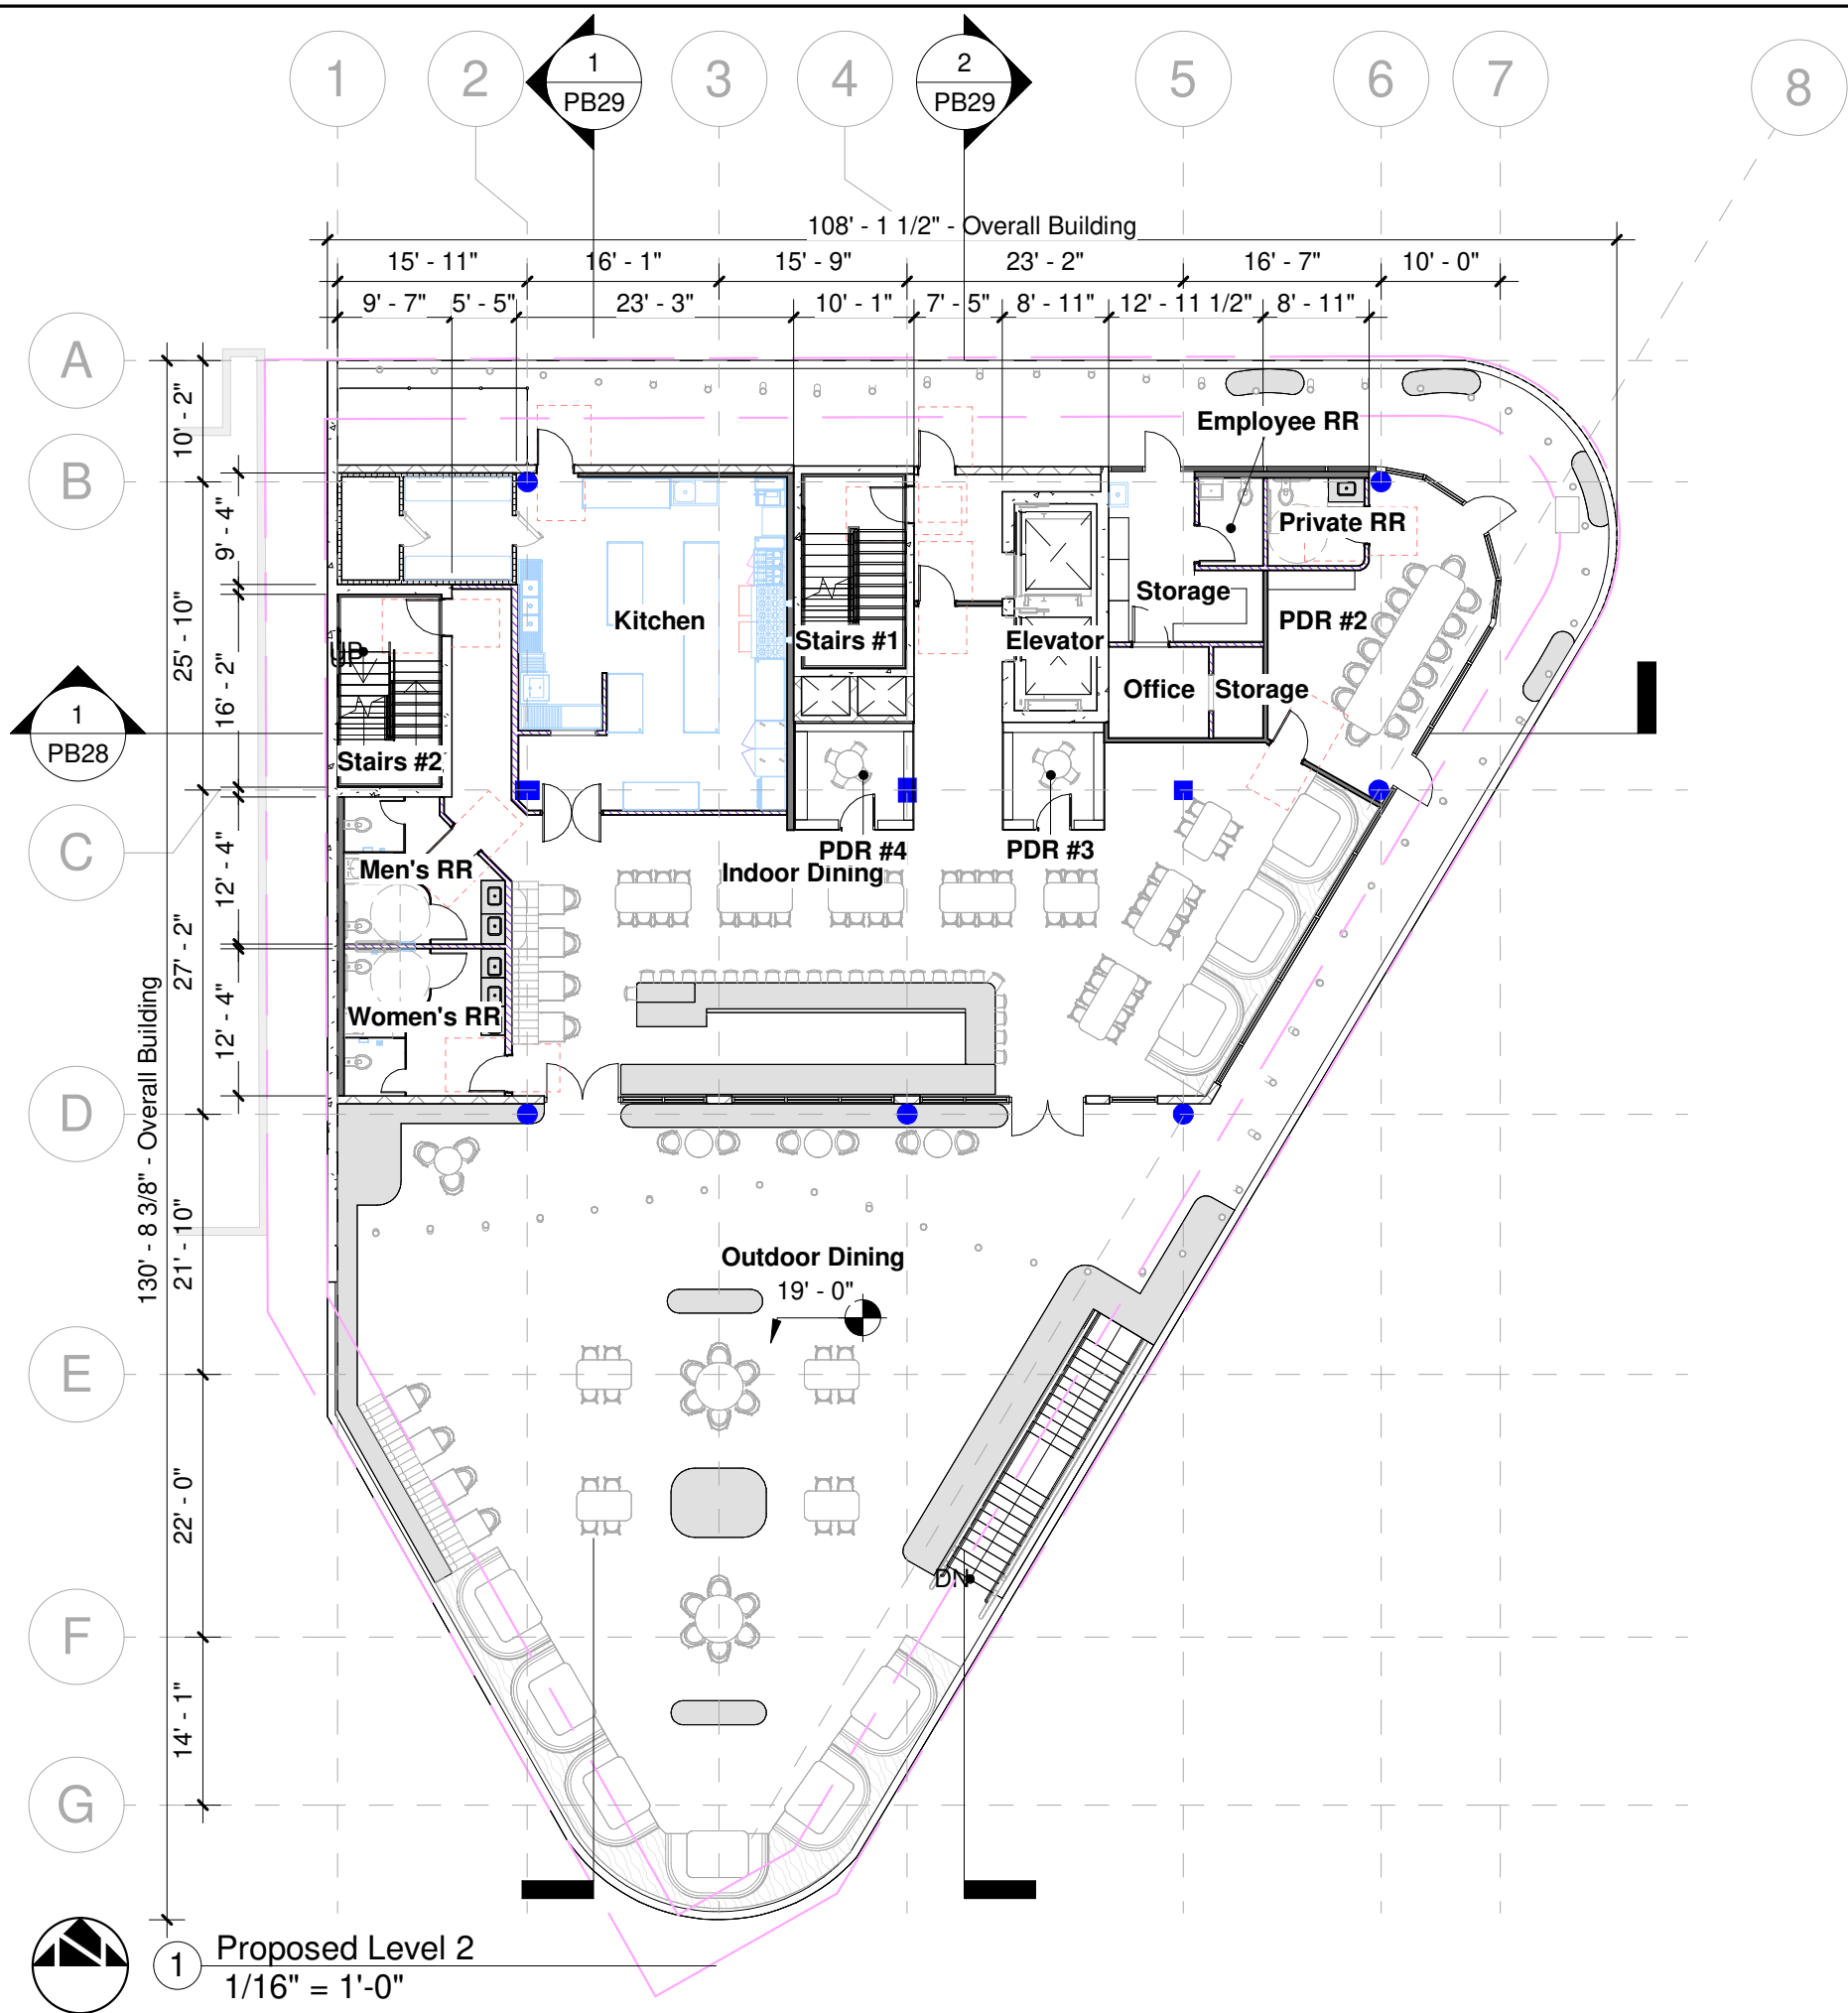 1
2
1
PB29
3
4
2
PB29
5
6
7
8
108' - 1 1/2" - Overall Building
15' - 11"
16' - 1"
15' - 9"
23' - 2"
16' - 7"
10' - 0"
9' - 7"
5' - 5"
23' - 3"
10' - 1"
7' - 5"
8' - 11"
12' - 11 1/2"
8' - 11"
A
B
C
D
E
F
G
130' - 8 3/8" - Overall Building
10' - 2"
25' - 10"
27' - 2"
21' - 10"
22' - 0"
14' - 1"
9' - 4"
16' - 2"
12' - 4"
12' - 4"
1
PB28
Employee RR
Private RR
Storage
PDR #2
Kitchen
Stairs #1
Elevator
UP
Office
Storage
Stairs #2
PDR #4
PDR #3
Men's RR
Indoor Dining
Women's RR
Outdoor Dining
19' - 0"
DN
N
1
Proposed Level 2
1/16" = 1'-0"